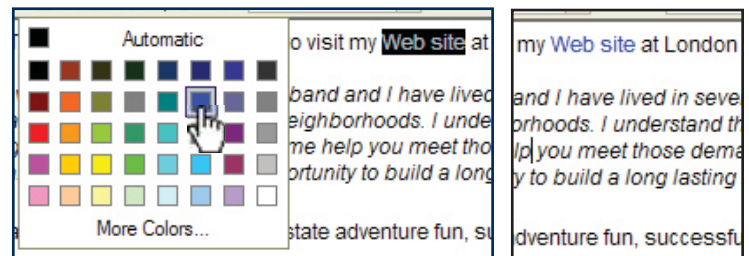 Automatic
o visit my Web site at
band and I have lived
eighborhoods. I unde
me help you meet tho
ortunity to build a long
More Colors...
state adventure fun, su
my Web site at London
and I have lived in seve
orhoods. I understand th
lp you meet those dema
y to build a long lasting
dventure fun, successfu